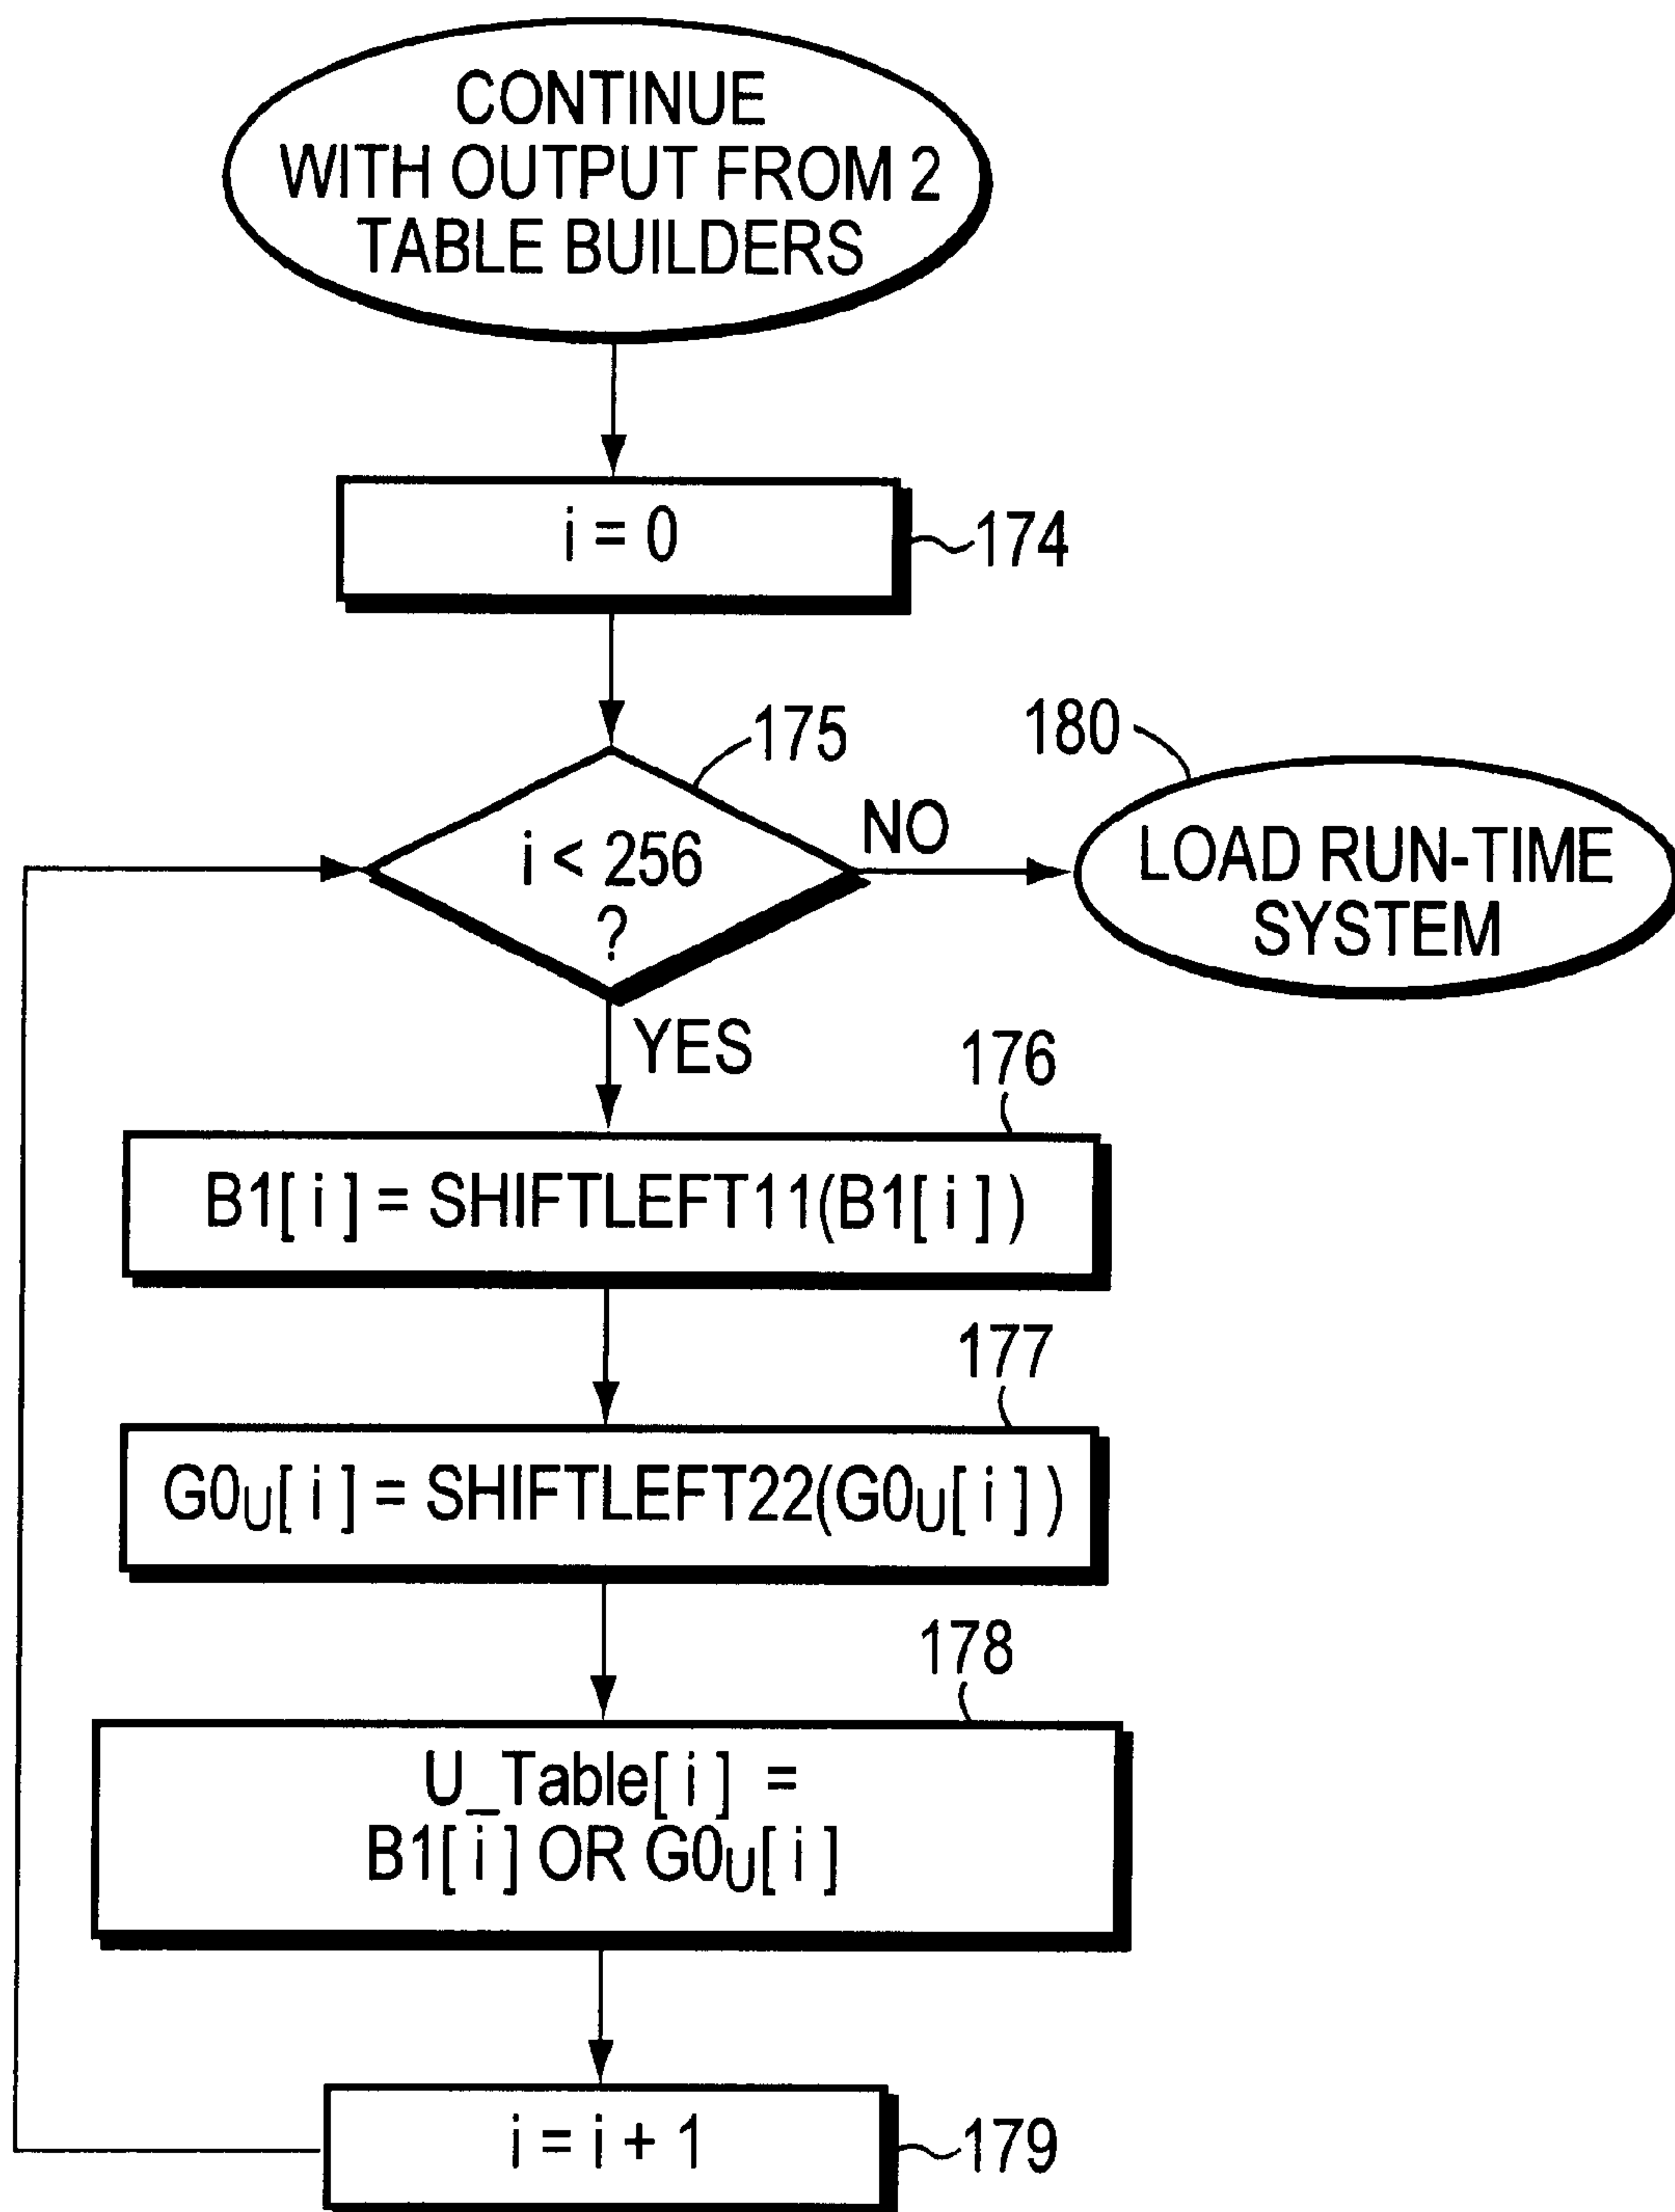 CONTINUE
WITH OUTPUT FROM 2
TABLE BUILDERS
i = 0
174
175
180
i < 256
?
NO
LOAD RUN-TIME
SYSTEM
YES
176
B1[ i ] = SHIFTLEFT11(B1[ i ] )
177
G0U[ i ] = SHIFTLEFT22(G0U[ i ] )
178
U_Table[ i ] =
B1[ i ] OR G0U[ i ]
i = i + 1
179